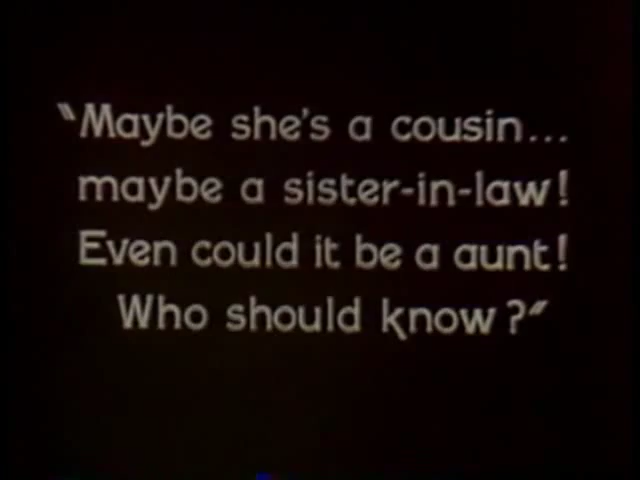 "Maybe she's a cousin...
maybe a sister-in-law!
Even could it be a aunt!
Who should know?"